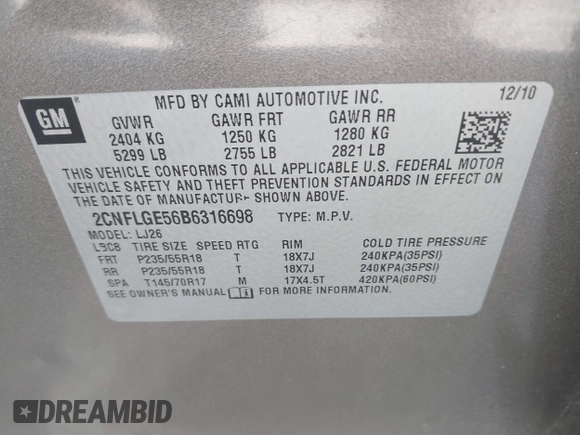 GM ®
MFD BY CAMI AUTOMOTIVE INC. 12/10
GVWR GAWR FRT GAWR RR
2404 KG 1250 KG 1280 KG
5299 LB 2755 LB 2821 LB
THIS VEHICLE CONFORMS TO ALL APPLICABLE U.S. FEDERAL MOTOR
VEHICLE SAFETY AND THEFT PREVENTION STANDARDS IN EFFECT ON
THE DATE OF MANUFACTURE SHOWN ABOVE.
2CNFLGE56B6316698 TYPE: M.P.V.
MODEL: LJ26
L9C8 TIRE SIZE SPEED RTG RIM COLD TIRE PRESSURE
FRT P235/55R18 T 18X7J 240KPA(35PSI)
RR P235/55R18 T 18X7J 240KPA(35PSI)
SPA T145/70R17 M 17X4.5T 420KPA(60PSI)
SEE OWNER'S MANUAL FOR MORE INFORMATION.
DREAMBID